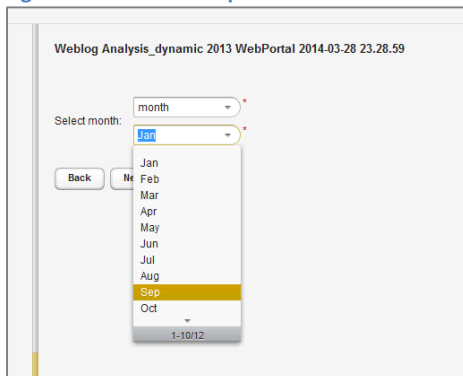 Weblog Analysis_dynamic 2013 WebPortal 2014-03-28 23.28.59
month
*
Select month:
Jan
*
Jan
Back
Ne
Feb
Mar
Apr
May
Jun
Jul
Aug
Sep
Oct
1-10/12